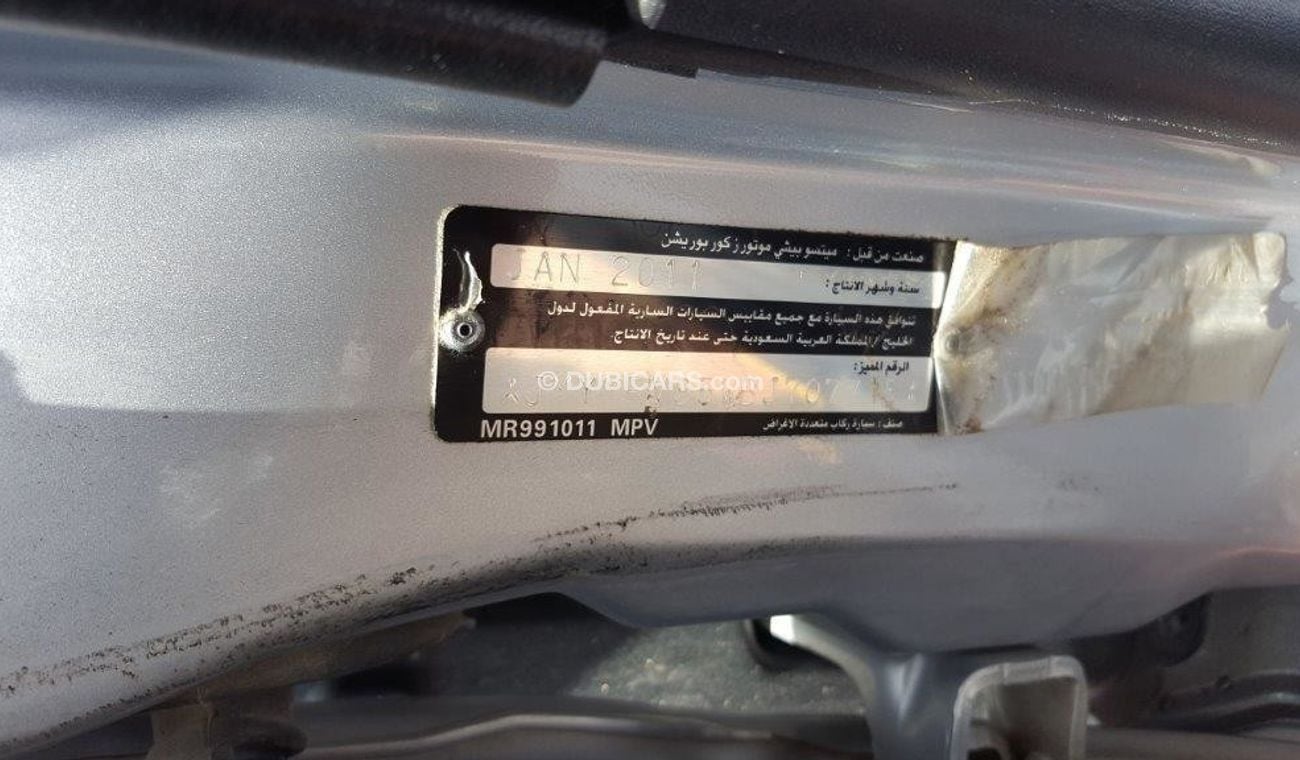 صنعت من قبل: ميتسوبيشي موتورز كوربوريشن
سنة وشهر الانتاج: JAN 2011
تتوافق هذه السيارة مع جميع مقاييس السيارات السارية المفعول لدول
الخليج / المملكة العربية السعودية حتى عند تاريخ الانتاج.
الرقم المميز:
© DUBICARS.com
MR991011 MPV صنف: سيارة ركاب متعددة الاغراض